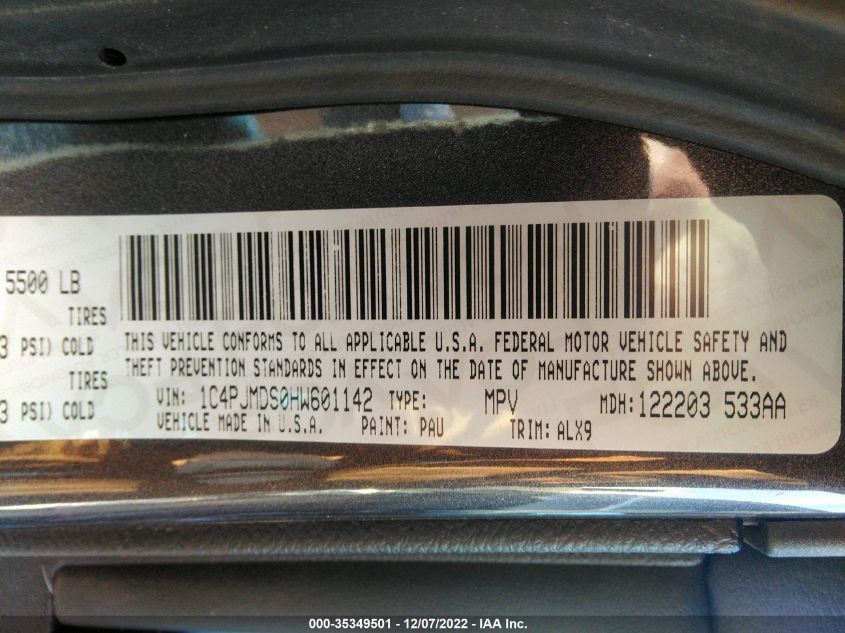 5500 LB
TIRES
3 PSI) COLD
TIRES
3 PSI) COLD
THIS VEHICLE CONFORMS TO ALL APPLICABLE U.S.A. FEDERAL MOTOR VEHICLE SAFETY AND
THEFT PREVENTION STANDARDS IN EFFECT ON THE DATE OF MANUFACTURE SHOWN ABOVE.
VIN: 1C4PJMDS0HW601142 TYPE: MPV MDH: 122203 533AA
VEHICLE MADE IN U.S.A. PAINT: PAU TRIM: ALX9
000-35349501 - 12/07/2022 - IAA Inc.